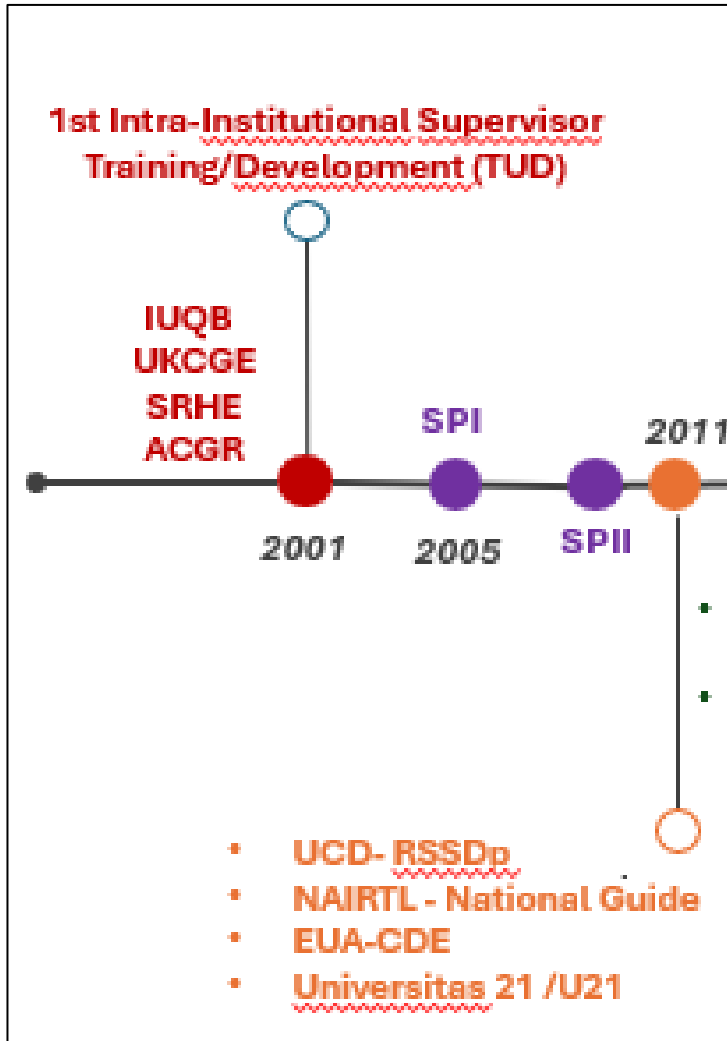 1st Intra-Institutional Supervisor
Training/Development (TUD)
IUQB
UKCGE
SRHE
ACGR
SPI
2011
2001
2005
SPII
• UCD- RSSDp
• NAIRTL - National Guide
• EUA-CDE
• Universitas 21 /U21